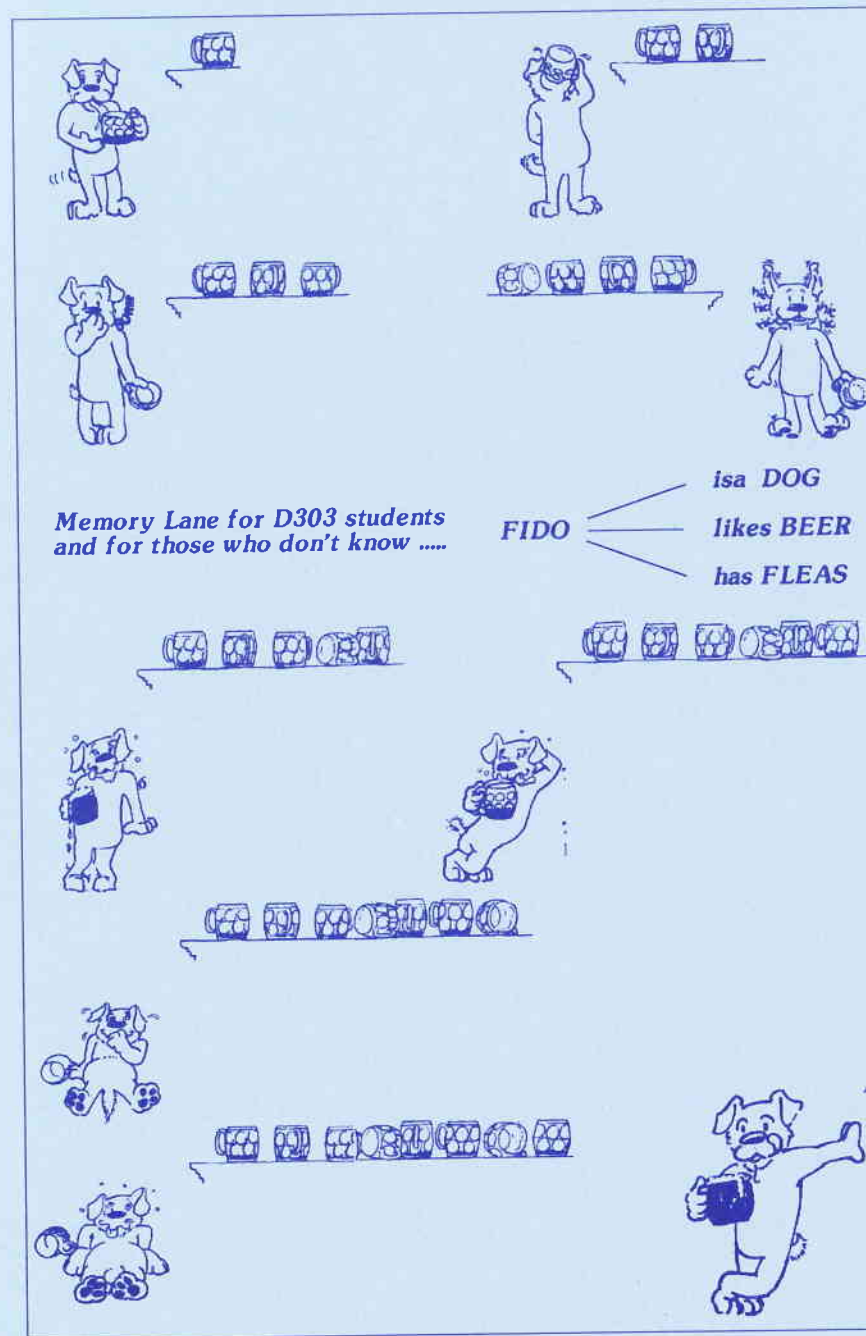 Memory Lane for D303 students
and for those who don't know .....
FIDO
isa DOG
likes BEER
has FLEAS